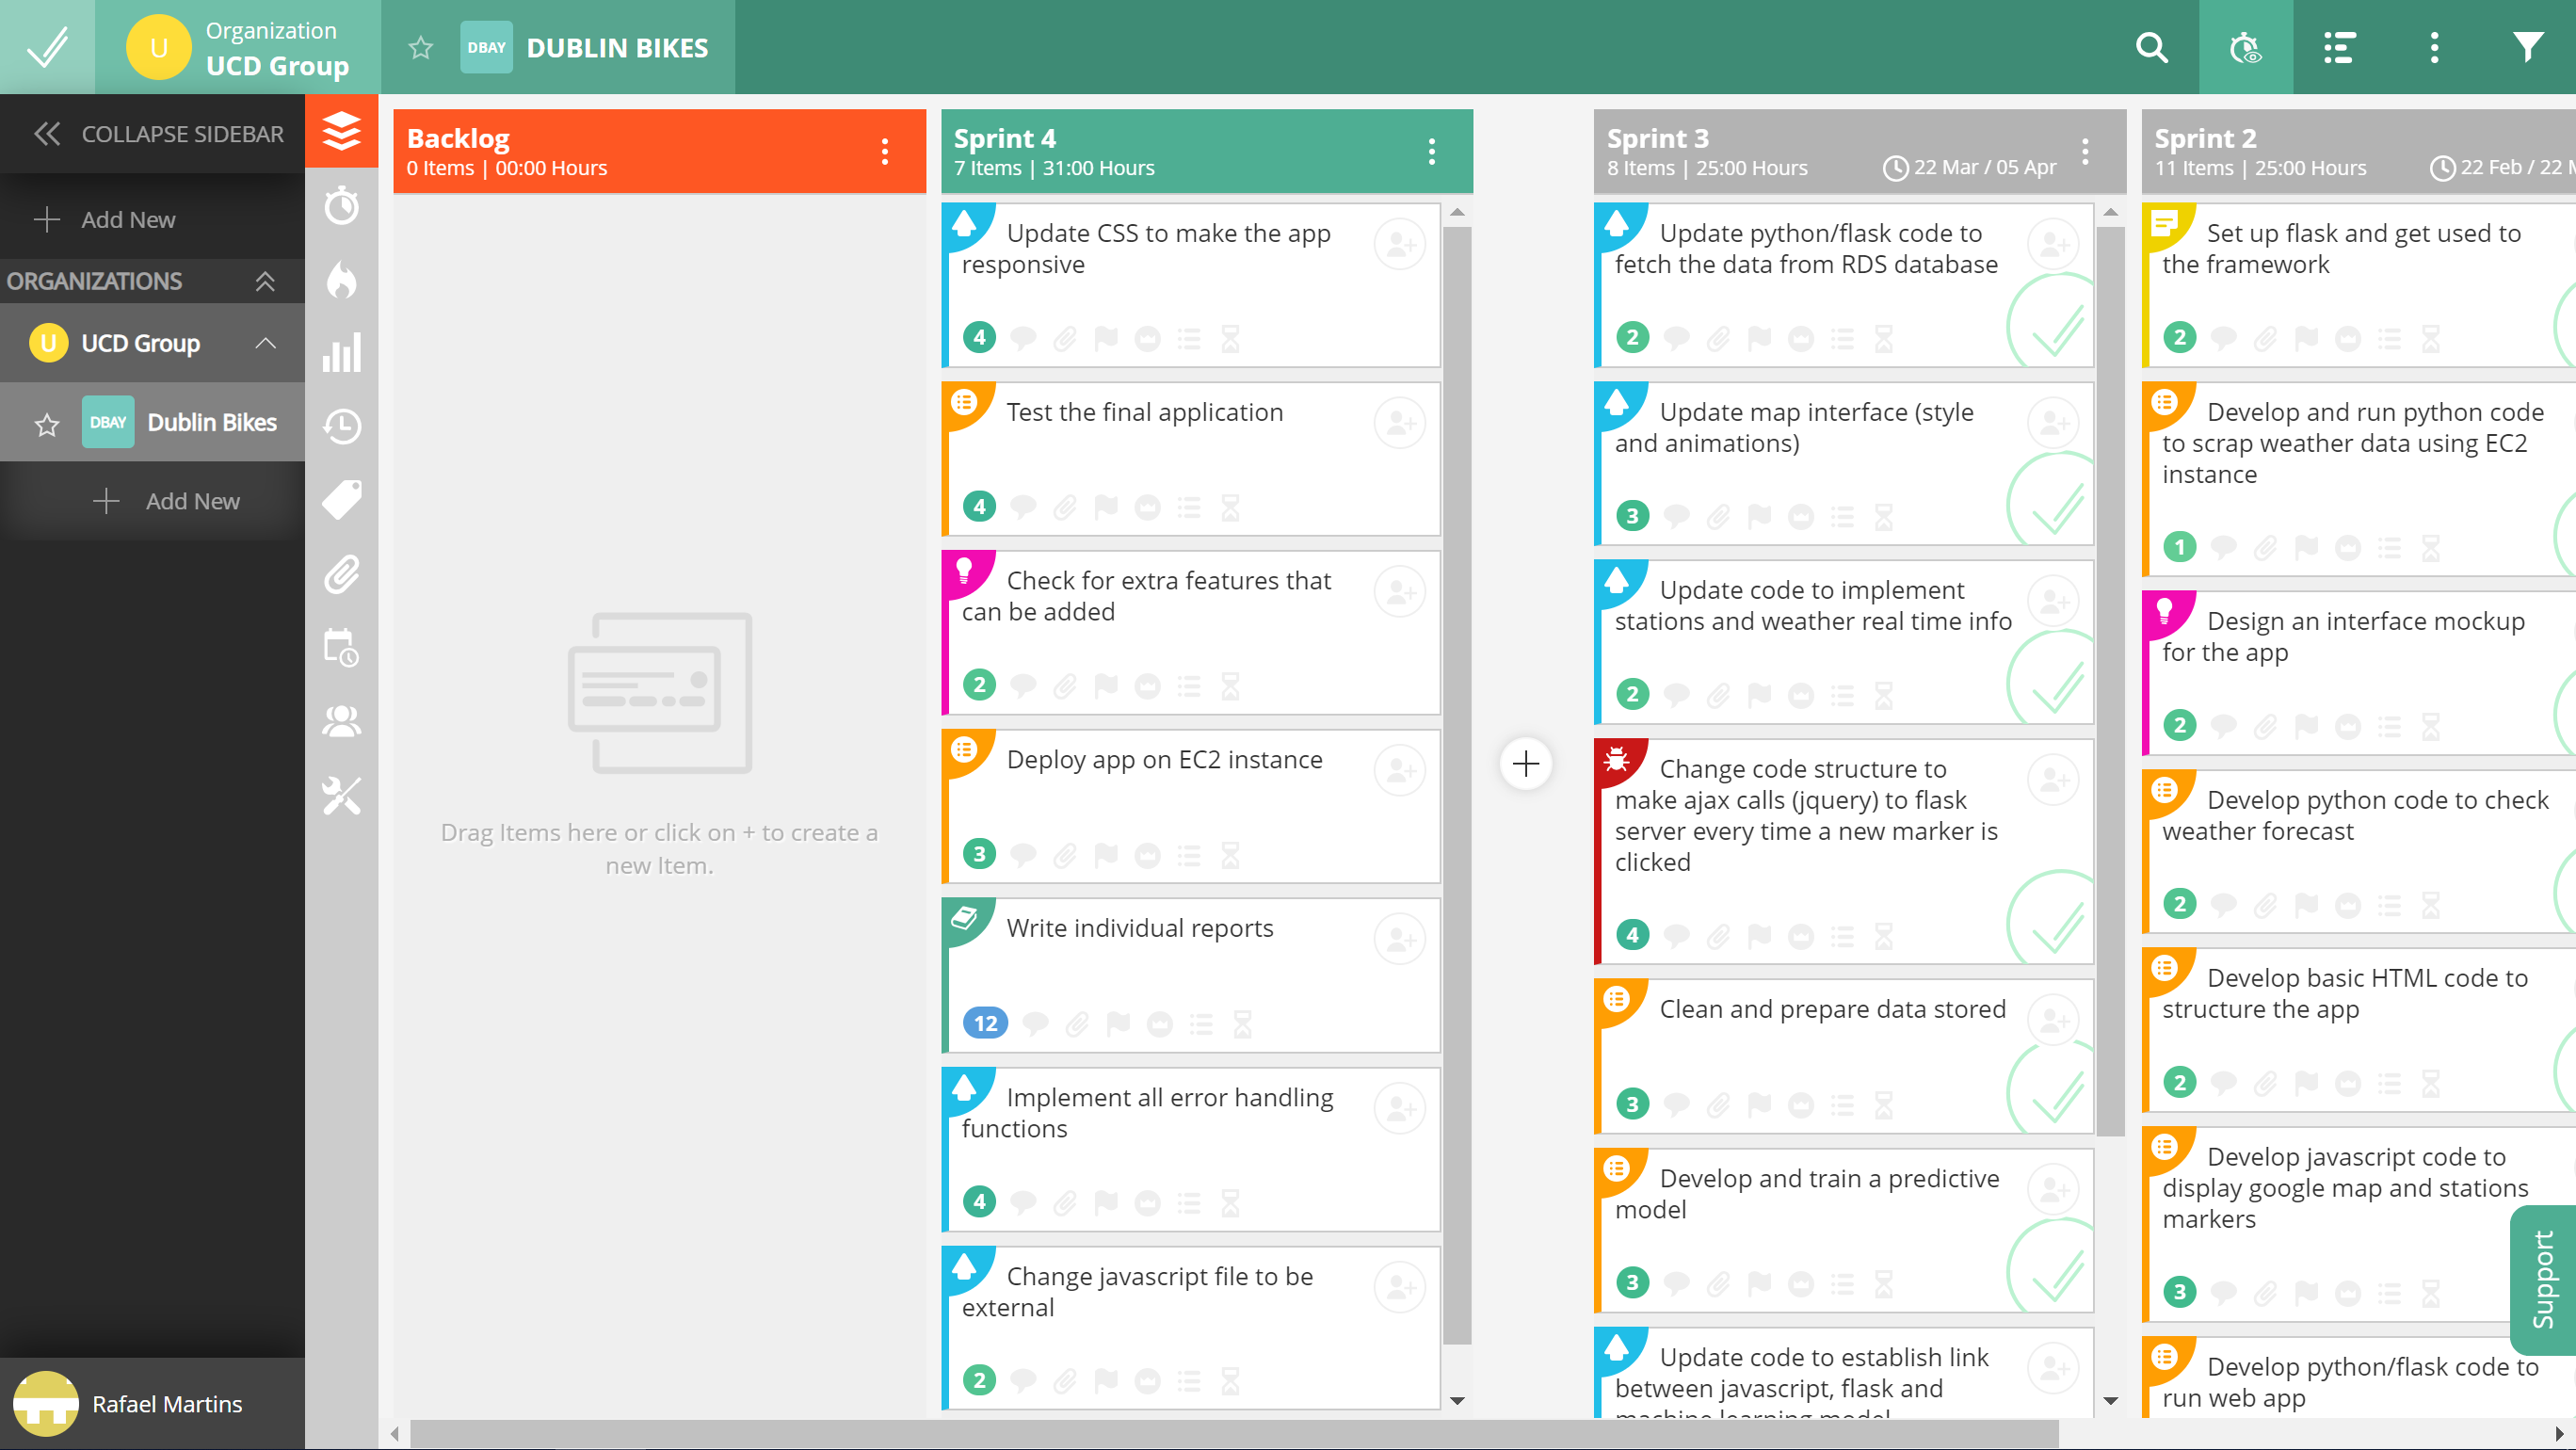 U
Organization
UCD Group
DBAY
DUBLIN BIKES
COLLAPSE SIDEBAR
Add New
ORGANIZATIONS
U
UCD Group
DBAY
Dublin Bikes
Add New
Rafael Martins
Backlog
0 Items | 00:00 Hours
Drag Items here or click on + to create a
new Item.
Sprint 4
7 Items | 31:00 Hours
Update CSS to make the app
responsive
4
Test the final application
4
Check for extra features that
can be added
2
Deploy app on EC2 instance
3
Write individual reports
12
Implement all error handling
functions
4
Change javascript file to be
external
2
Sprint 3
8 Items | 25:00 Hours
22 Mar / 05 Apr
Update python/flask code to
fetch the data from RDS database
2
Update map interface (style
and animations)
3
Update code to implement
stations and weather real time info
2
Change code structure to
make ajax calls (jquery) to flask
server every time a new marker is
clicked
4
Clean and prepare data stored
3
Develop and train a predictive
model
3
Update code to establish link
between javascript, flask and
machine learning model
Sprint 2
11 Items | 25:00 Hours
22 Feb / 22 M
Set up flask and get used to
the framework
2
Develop and run python code
to scrap weather data using EC2
instance
1
Design an interface mockup
for the app
2
Develop python code to check
weather forecast
2
Develop basic HTML code to
structure the app
2
Develop javascript code to
display google map and stations
markers
3
Develop python/flask code to
run web app
Support